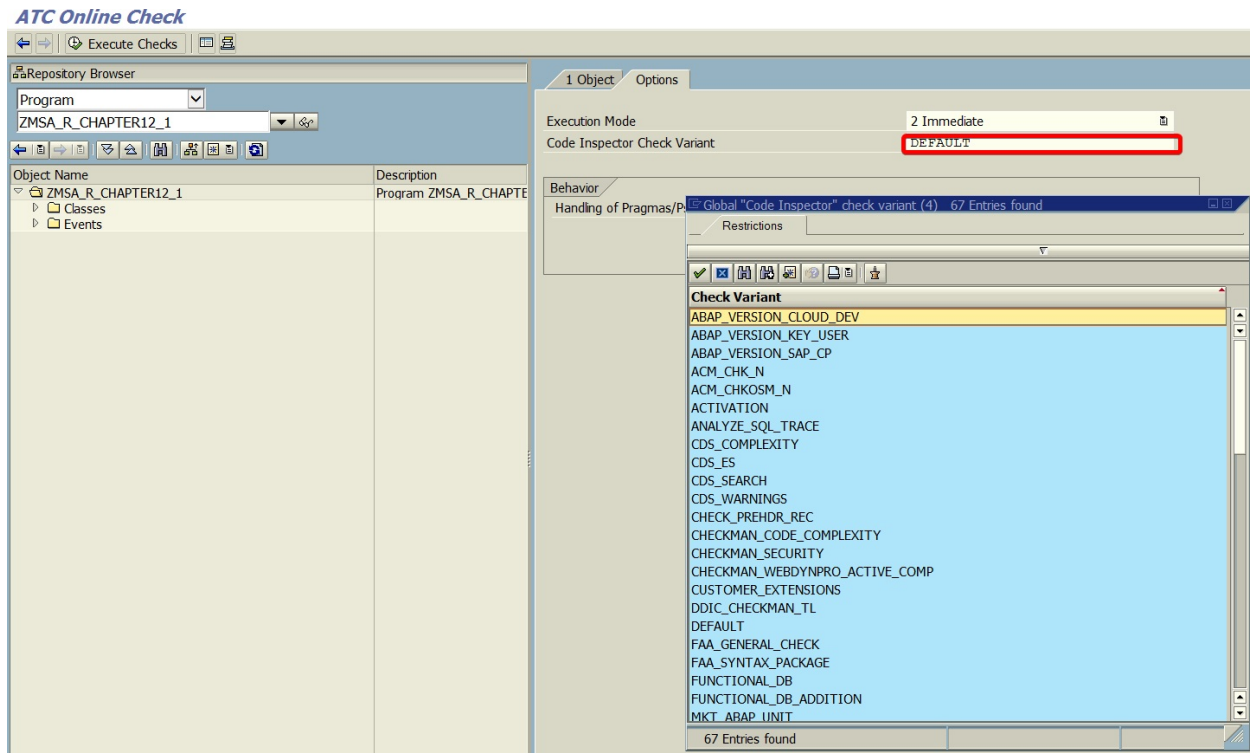 ATC Online Check
Execute Checks
Repository Browser
Program
ZMSA_R_CHAPTER12_1
Object Name Description
ZMSA_R_CHAPTER12_1 Program ZMSA_R_CHAPTE
Classes
Events
1 Object Options
Execution Mode 2 Immediate
Code Inspector Check Variant DEFAULT
Behavior
Handling of Pragmas/Ps
Global "Code Inspector" check variant (4) 67 Entries found
Restrictions
Check Variant
ABAP_VERSION_CLOUD_DEV
ABAP_VERSION_KEY_USER
ABAP_VERSION_SAP_CP
ACM_CHK_N
ACM_CHKOSM_N
ACTIVATION
ANALYZE_SQL_TRACE
CDS_COMPLEXITY
CDS_ES
CDS_SEARCH
CDS_WARNINGS
CHECK_PREHDR_REC
CHECKMAN_CODE_COMPLEXITY
CHECKMAN_SECURITY
CHECKMAN_WEBDYNPRO_ACTIVE_COMP
CUSTOMER_EXTENSIONS
DDIC_CHECKMAN_TL
DEFAULT
FAA_GENERAL_CHECK
FAA_SYNTAX_PACKAGE
FUNCTIONAL_DB
FUNCTIONAL_DB_ADDITION
MKT_ABAP_UNIT
67 Entries found